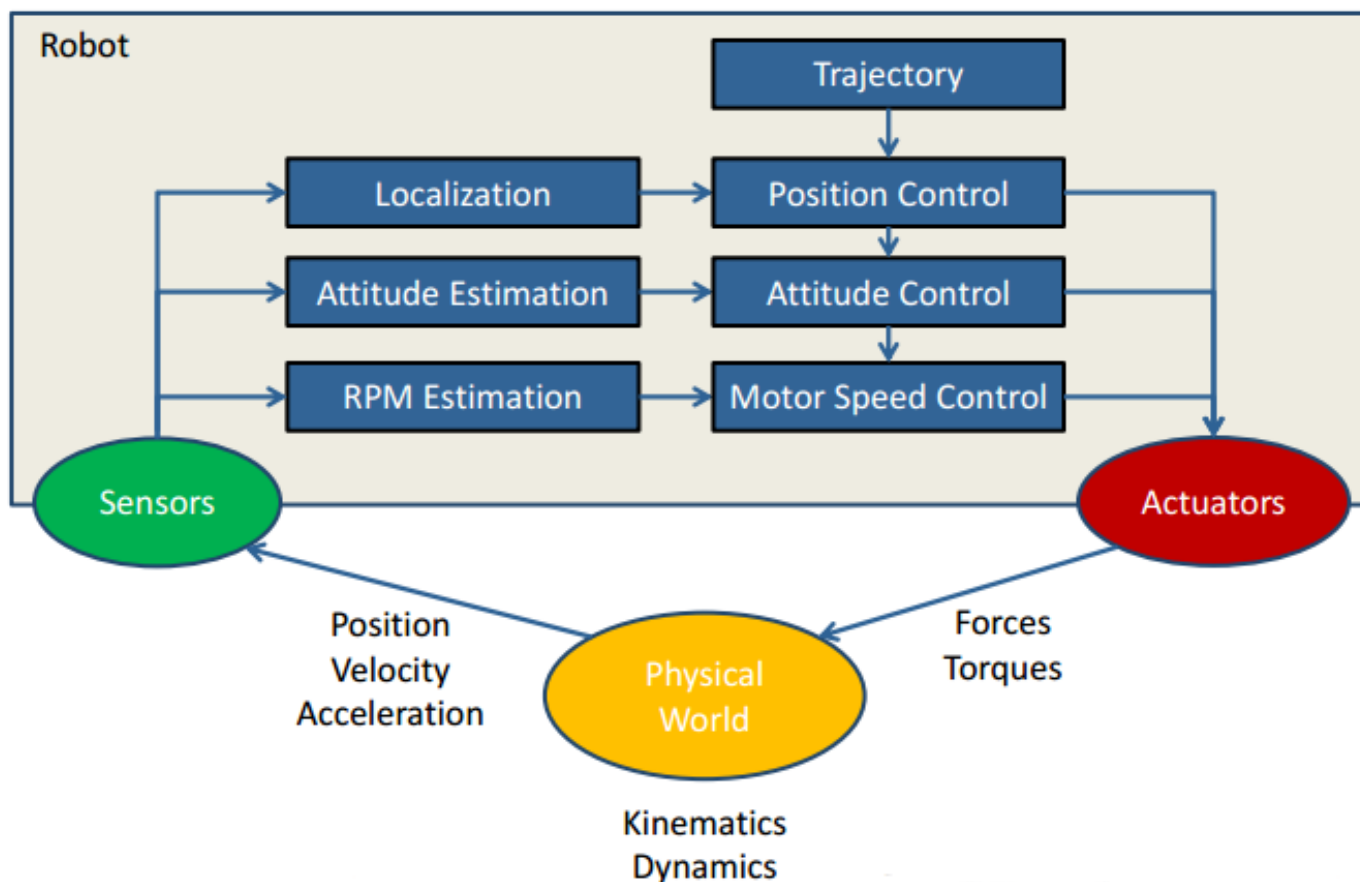 Robot
Trajectory
Localization
Position Control
Attitude Estimation
Attitude Control
RPM Estimation
Motor Speed Control
Sensors
Actuators
Position
Velocity
Acceleration
Forces
Torques
Physical
World
Kinematics
Dynamics